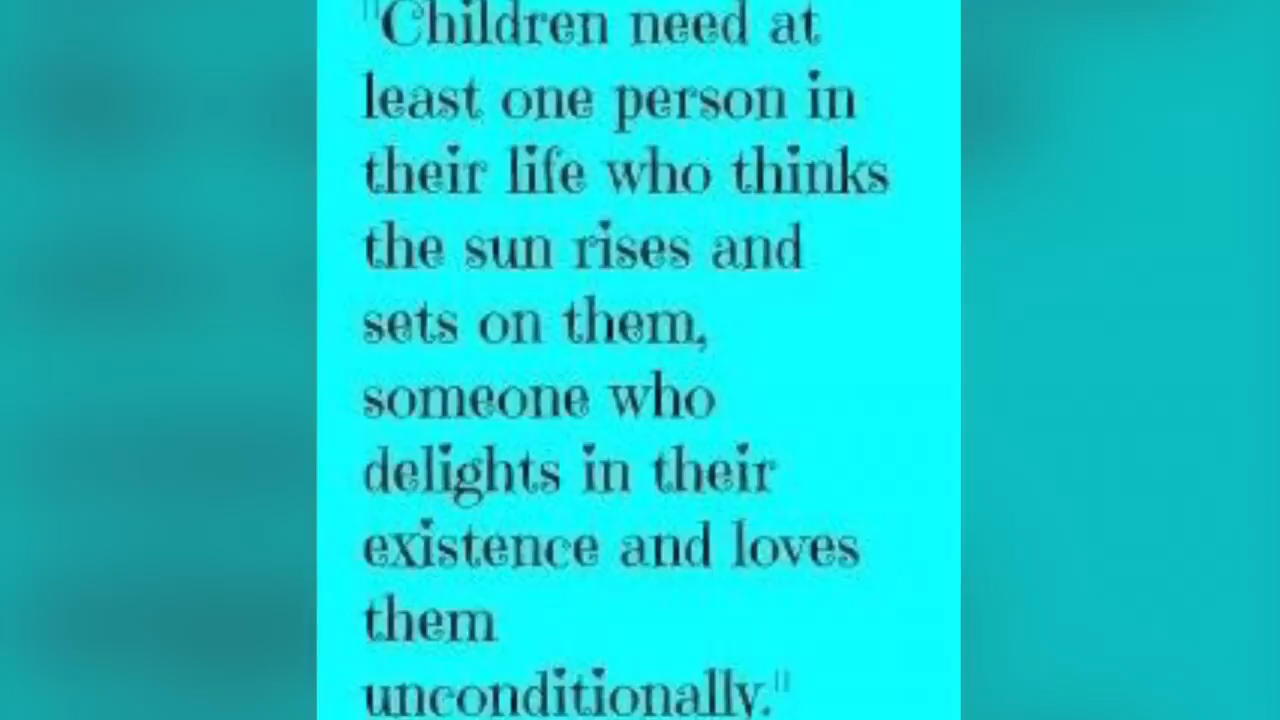 "Children need at
least one person in
their life who thinks
the sun rises and
sets on them,
someone who
delights in their
existence and loves
them
unconditionally."